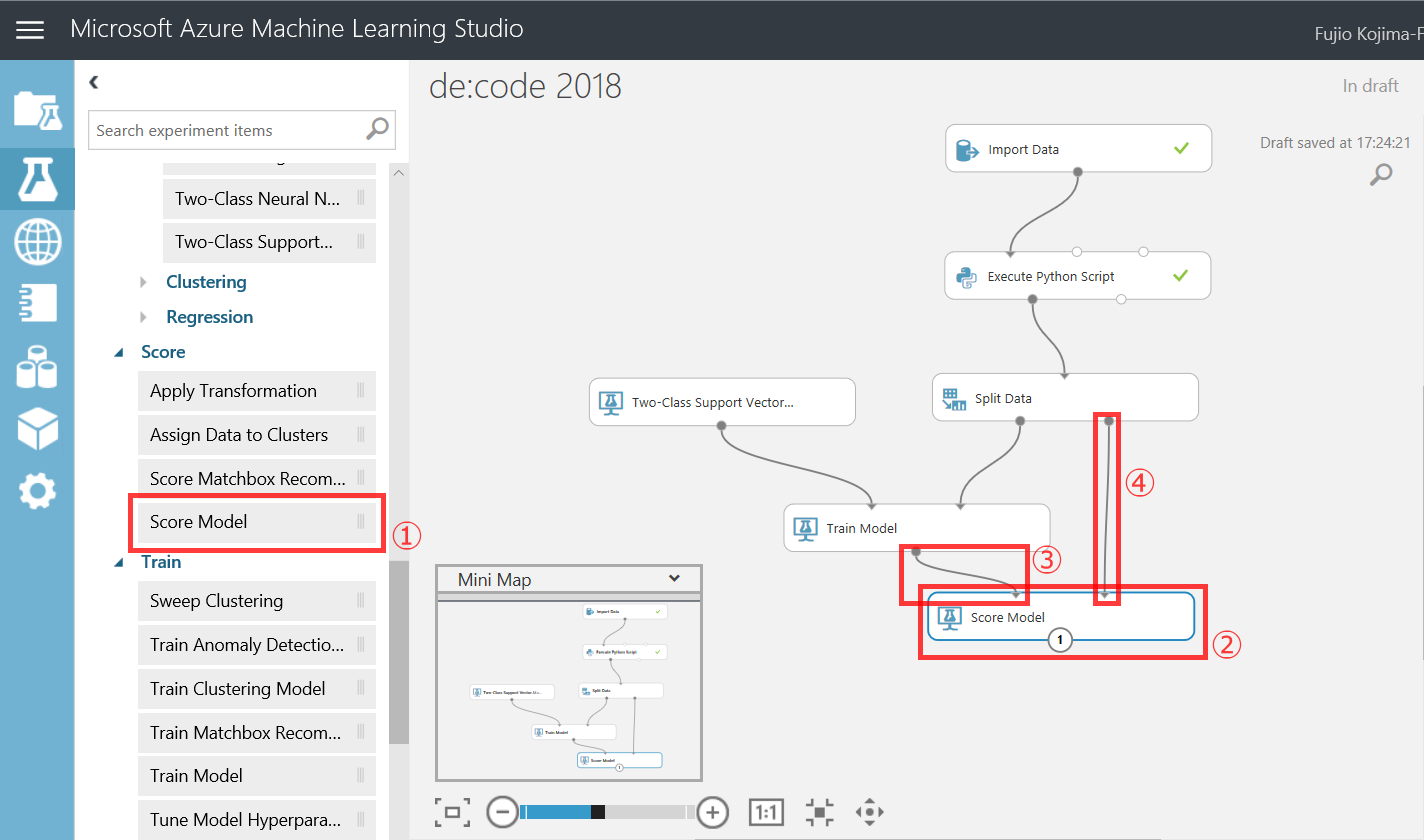 Microsoft Azure Machine Learning Studio
Fujio Kojima-F
de:code 2018
In draft
Draft saved at 17:24:21
Search experiment items
Two-Class Neural N...
Two-Class Support...
Clustering
Regression
Score
Apply Transformation
Assign Data to Clusters
Score Matchbox Recom...
Score Model
①
Train
Sweep Clustering
Train Anomaly Detectio...
Train Clustering Model
Train Matchbox Recom...
Train Model
Tune Model Hyperpara...
Import Data
Execute Python Script
Two-Class Support Vector...
Split Data
④
Train Model
③
Score Model
1
②
Mini Map
Import Data
Execute Python Script
Two-Class Support Vector Ma...
Split Data
Train Model
Score Model
1
1:1